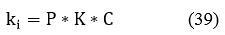 kᵢ = P * K * C (39)